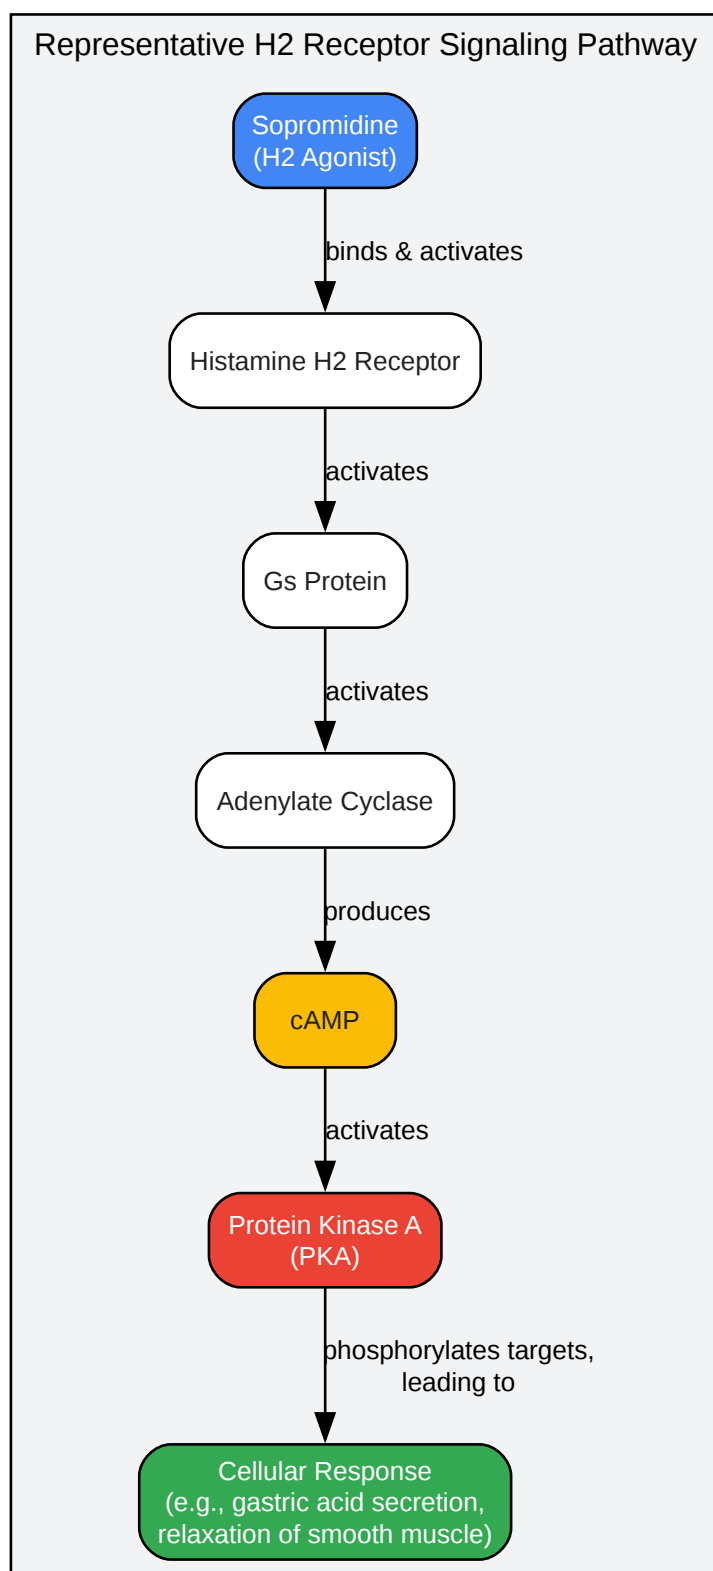 Representative H2 Receptor Signaling Pathway
Sopromidine
(H2 Agonist)
binds & activates
Histamine H2 Receptor
activates
Gs Protein
activates
Adenylate Cyclase
produces
cAMP
activates
Protein Kinase A
(PKA)
phosphorylates targets,
leading to
Cellular Response
(e.g., gastric acid secretion,
relaxation of smooth muscle)